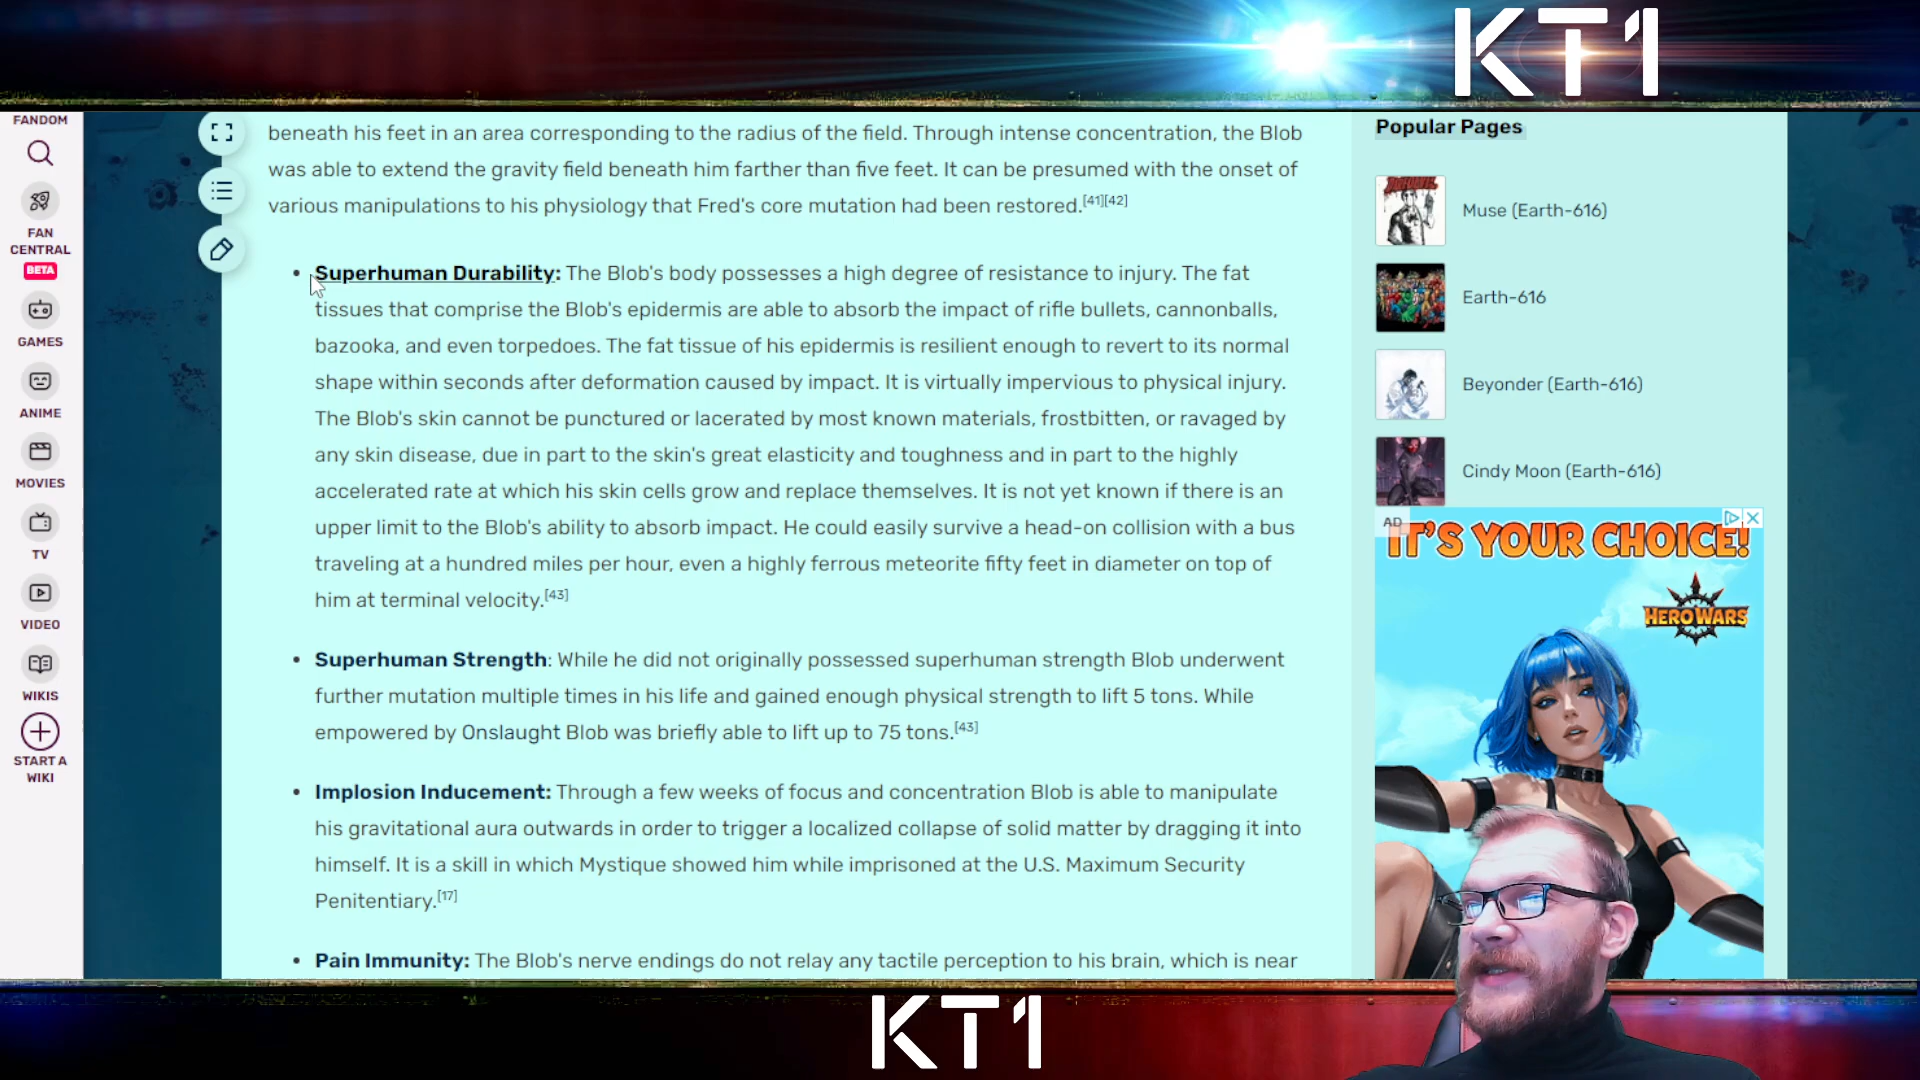 KT1
FANDOM
FAN
CENTRAL
BETA
GAMES
ANIME
MOVIES
TV
VIDEO
WIKIS
START A
WIKI
beneath his feet in an area corresponding to the radius of the field. Through intense concentration, the Blob
was able to extend the gravity field beneath him farther than five feet. It can be presumed with the onset of
various manipulations to his physiology that Fred's core mutation had been restored.[41][42]
• Superhuman Durability: The Blob's body possesses a high degree of resistance to injury. The fat
tissues that comprise the Blob's epidermis are able to absorb the impact of rifle bullets, cannonballs,
bazooka, and even torpedoes. The fat tissue of his epidermis is resilient enough to revert to its normal
shape within seconds after deformation caused by impact. It is virtually impervious to physical injury.
The Blob's skin cannot be punctured or lacerated by most known materials, frostbitten, or ravaged by
any skin disease, due in part to the skin's great elasticity and toughness and in part to the highly
accelerated rate at which his skin cells grow and replace themselves. It is not yet known if there is an
upper limit to the Blob's ability to absorb impact. He could easily survive a head-on collision with a bus
traveling at a hundred miles per hour, even a highly ferrous meteorite fifty feet in diameter on top of
him at terminal velocity.[43]
• Superhuman Strength: While he did not originally possessed superhuman strength Blob underwent
further mutation multiple times in his life and gained enough physical strength to lift 5 tons. While
empowered by Onslaught Blob was briefly able to lift up to 75 tons.[43]
• Implosion Inducement: Through a few weeks of focus and concentration Blob is able to manipulate
his gravitational aura outwards in order to trigger a localized collapse of solid matter by dragging it into
himself. It is a skill in which Mystique showed him while imprisoned at the U.S. Maximum Security
Penitentiary.[17]
• Pain Immunity: The Blob's nerve endings do not relay any tactile perception to his brain, which is near
Popular Pages
Muse (Earth-616)
Earth-616
Beyonder (Earth-616)
Cindy Moon (Earth-616)
AD
IT'S YOUR CHOICE!
HERO WARS
KT1